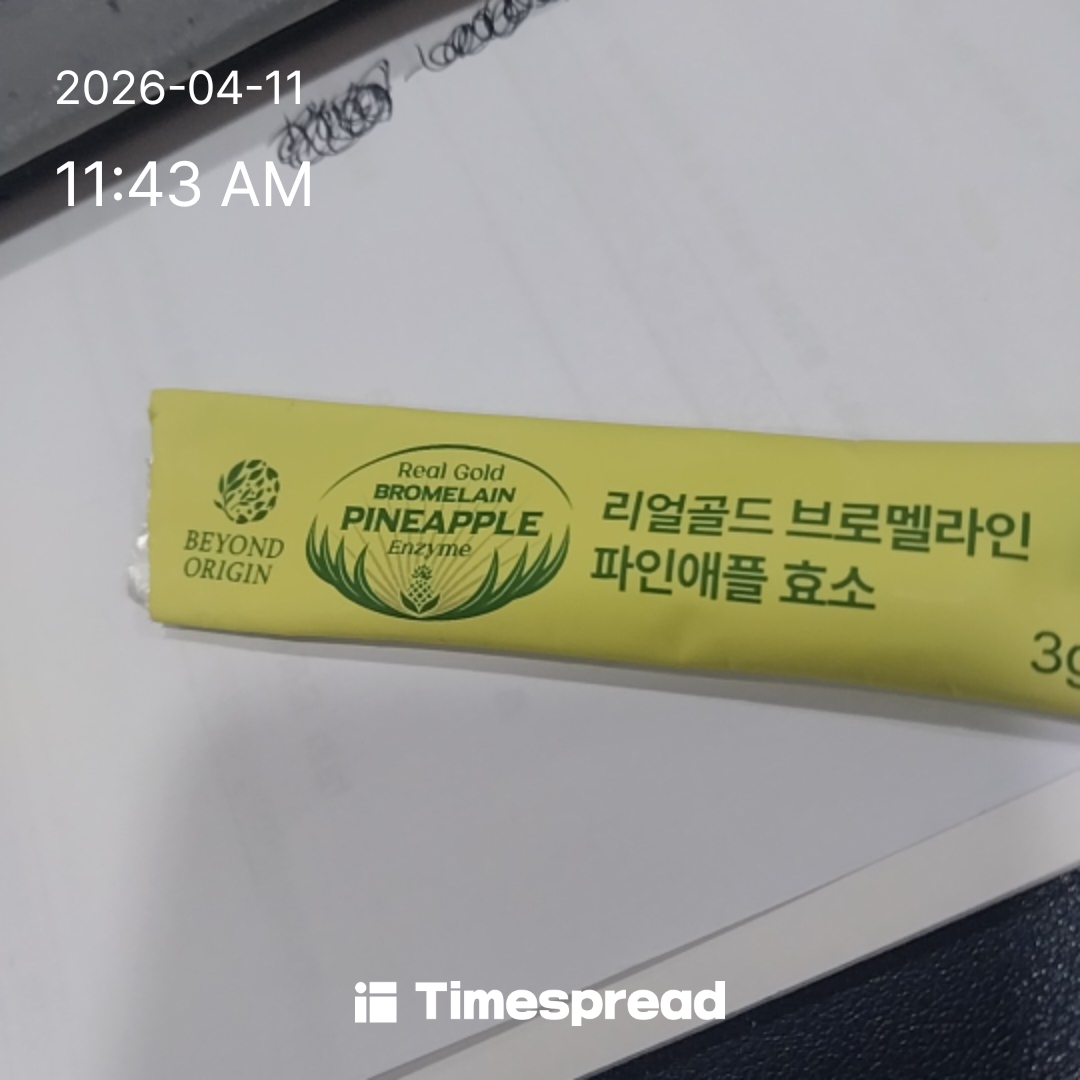 2026-04-11
11:43 AM
BEYOND
ORIGIN
Real Gold
BROMELAIN
PINEAPPLE
Enzyme
리얼골드 브로멜라인
파인애플 효소
3g
Timespread